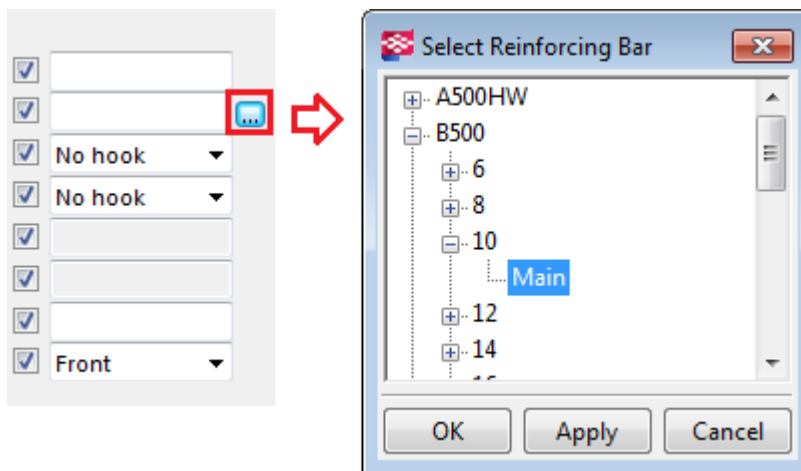 No hook
No hook
Front
...
Select Reinforcing Bar
A500HW
B500
6
8
10
Main
12
14
OK
Apply
Cancel